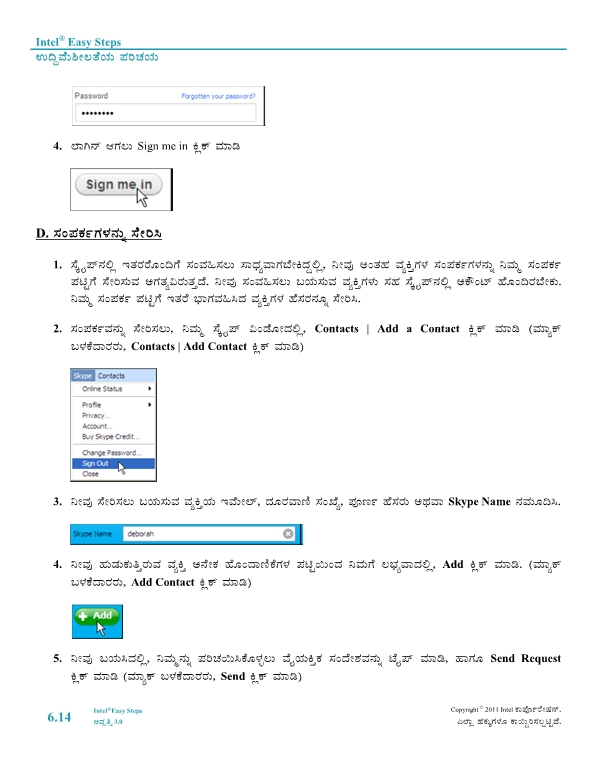 Intel® Easy Steps
ಉದ್ದಿಮೆಶೀಲತೆಯ ಪರಿಚಯ
Password Forgotten your password?
••••••••
4. ಲಾಗಿನ್ ಆಗಲು Sign me in ಕ್ಲಿಕ್ ಮಾಡಿ
Sign me in
D. ಸಂಪರ್ಕಗಳನ್ನು ಸೇರಿಸಿ
1. ಸ್ಕೈಪ್‌ನಲ್ಲಿ ಇತರರೊಂದಿಗೆ ಸಂವಹಿಸಲು ಸಾಧ್ಯವಾಗಬೇಕಿದ್ದಲ್ಲಿ, ನೀವು ಅಂತಹ ವ್ಯಕ್ತಿಗಳ ಸಂಪರ್ಕಗಳನ್ನು ನಿಮ್ಮ ಸಂಪರ್ಕ
ಪಟ್ಟಿಗೆ ಸೇರಿಸುವ ಅಗತ್ಯವಿರುತ್ತದೆ. ನೀವು ಸಂವಹಿಸಲು ಬಯಸುವ ವ್ಯಕ್ತಿಗಳು ಸಹ ಸ್ಕೈಪ್‌ನಲ್ಲಿ ಅಕೌಂಟ್ ಹೊಂದಿರಬೇಕು.
ನಿಮ್ಮ ಸಂಪರ್ಕ ಪಟ್ಟಿಗೆ ಇತರೆ ಭಾಗವಹಿಸಿದ ವ್ಯಕ್ತಿಗಳ ಹೆಸರನ್ನೂ ಸೇರಿಸಿ.
2. ಸಂಪರ್ಕವನ್ನು ಸೇರಿಸಲು, ನಿಮ್ಮ ಸ್ಕೈಪ್ ವಿಂಡೋದಲ್ಲಿ, Contacts | Add a Contact ಕ್ಲಿಕ್ ಮಾಡಿ (ಮ್ಯಾಕ್
ಬಳಕೆದಾರರು, Contacts | Add Contact ಕ್ಲಿಕ್ ಮಾಡಿ)
Skype Contacts
Online Status
Profile
Privacy...
Account...
Buy Skype Credit...
Change Password...
Sign Out
Close
3. ನೀವು ಸೇರಿಸಲು ಬಯಸುವ ವ್ಯಕ್ತಿಯ ಇಮೇಲ್, ದೂರವಾಣಿ ಸಂಖ್ಯೆ, ಪೂರ್ಣ ಹೆಸರು ಅಥವಾ Skype Name ನಮೂದಿಸಿ.
Skype Name deborah
4. ನೀವು ಹುಡುಕುತ್ತಿರುವ ವ್ಯಕ್ತಿ ಅನೇಕ ಹೊಂದಾಣಿಕೆಗಳ ಪಟ್ಟಿಯಿಂದ ನಿಮಗೆ ಲಭ್ಯವಾದಲ್ಲಿ, Add ಕ್ಲಿಕ್ ಮಾಡಿ. (ಮ್ಯಾಕ್
ಬಳಕೆದಾರರು, Add Contact ಕ್ಲಿಕ್ ಮಾಡಿ)
Add
5. ನೀವು ಬಯಸಿದಲ್ಲಿ, ನಿಮ್ಮನ್ನು ಪರಿಚಯಿಸಿಕೊಳ್ಳಲು ವೈಯಕ್ತಿಕ ಸಂದೇಶವನ್ನು ಟೈಪ್ ಮಾಡಿ, ಹಾಗೂ Send Request
ಕ್ಲಿಕ್ ಮಾಡಿ (ಮ್ಯಾಕ್ ಬಳಕೆದಾರರು, Send ಕ್ಲಿಕ್ ಮಾಡಿ)
6.14
Intel® Easy Steps
ಆವೃತ್ತಿ 3.0
Copyright © 2011 Intel ಕಾರ್ಪೊರೇಷನ್.
ಎಲ್ಲಾ ಹಕ್ಕುಗಳೂ ಕಾಯ್ದಿರಿಸಲ್ಪಟ್ಟಿವೆ.